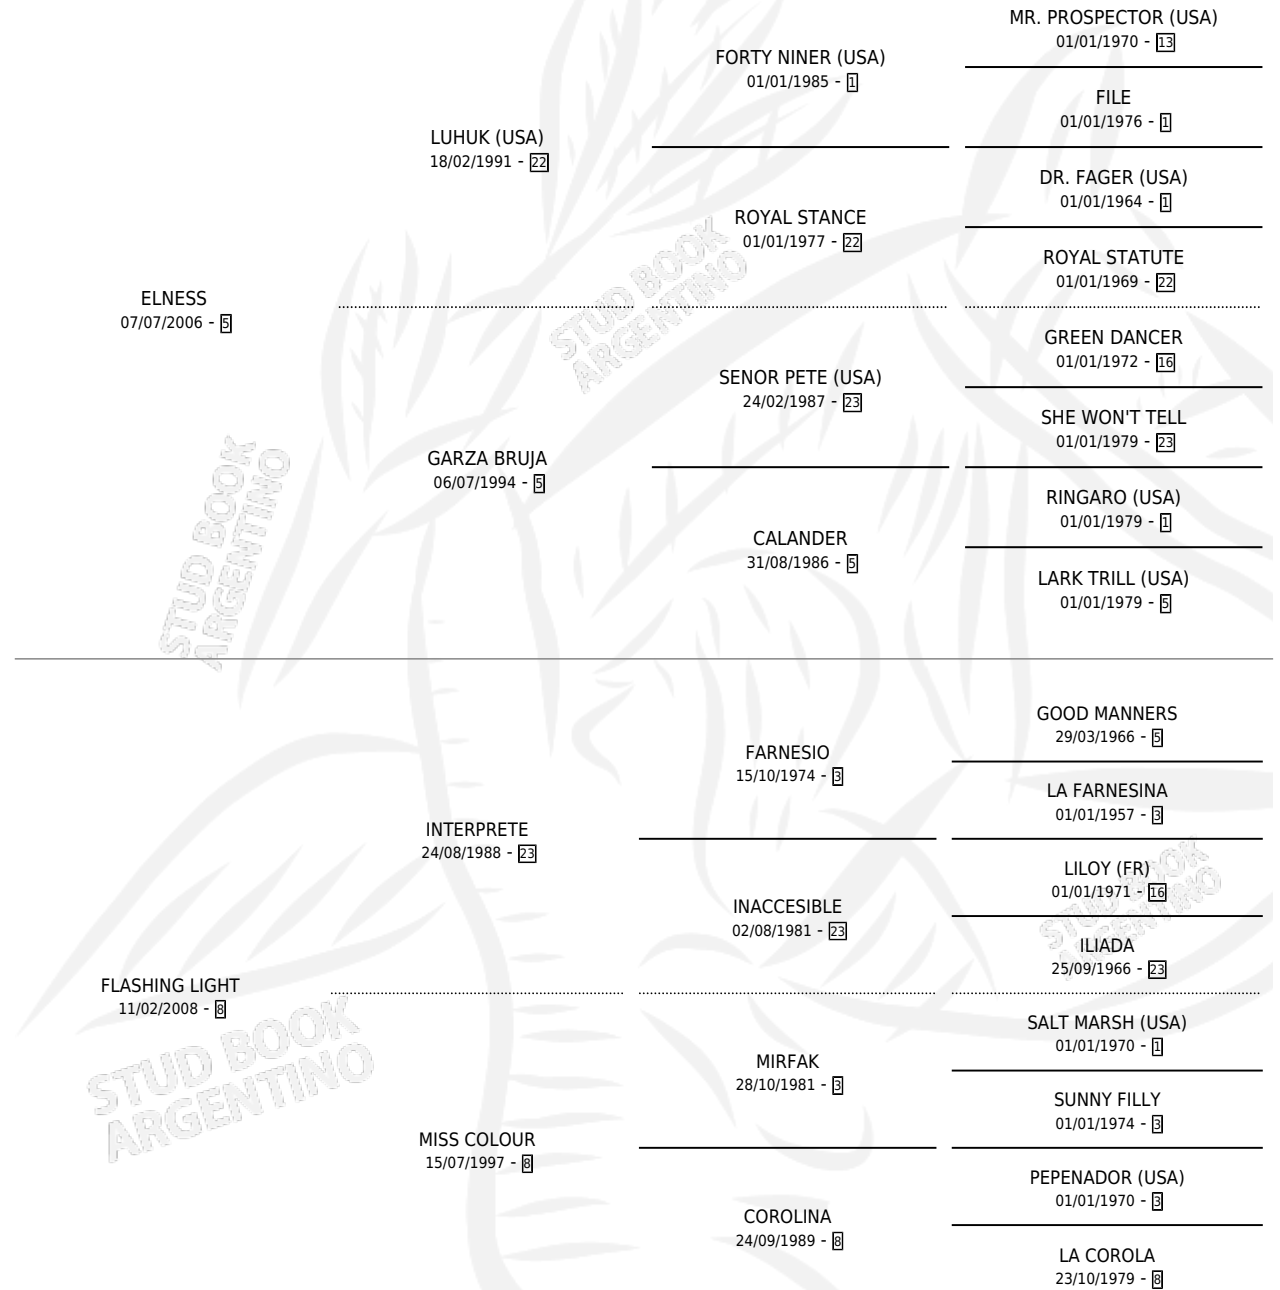 MR. PROSPECTOR (USA)
01/01/1970 - 13
FORTY NINER (USA)
01/01/1985 - 1
FILE
01/01/1976 - 1
LUHUK (USA)
18/02/1991 - 22
DR. FAGER (USA)
01/01/1964 - 1
ROYAL STANCE
01/01/1977 - 22
ROYAL STATUTE
01/01/1969 - 22
ELNESS
07/07/2006 - 5
GREEN DANCER
01/01/1972 - 16
SENOR PETE (USA)
24/02/1987 - 23
SHE WON'T TELL
01/01/1979 - 23
GARZA BRUJA
06/07/1994 - 5
RINGARO (USA)
01/01/1979 - 1
CALANDER
31/08/1986 - 5
LARK TRILL (USA)
01/01/1979 - 5
GOOD MANNERS
29/03/1966 - 5
FARNESIO
15/10/1974 - 3
LA FARNESINA
01/01/1957 - 3
INTERPRETE
24/08/1988 - 23
LILOY (FR)
01/01/1971 - 16
INACCESIBLE
02/08/1981 - 23
ILIADA
25/09/1966 - 23
FLASHING LIGHT
11/02/2008 - 8
SALT MARSH (USA)
01/01/1970 - 1
MIRFAK
28/10/1981 - 3
SUNNY FILLY
01/01/1974 - 3
MISS COLOUR
15/07/1997 - 8
PEPENADOR (USA)
01/01/1970 - 3
COROLINA
24/09/1989 - 8
LA COROLA
23/10/1979 - 8
STUD BOOK
ARGENTINO
STUD BOOK
ARGENTINO
STUD BOOK
ARGENTINO
STUD BOOK
ARGENTINO